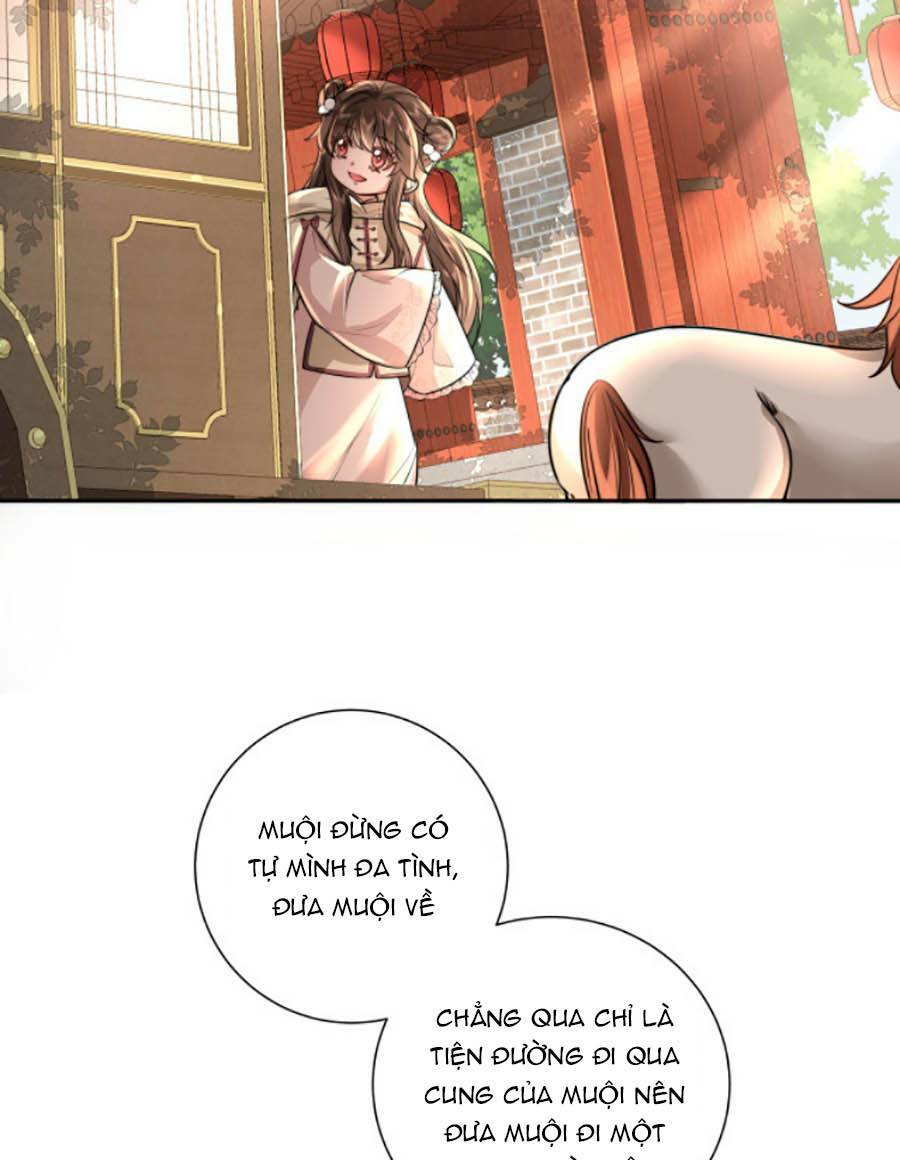 MUỘI ĐỪNG CÓ
TỰ MÌNH ĐA TÌNH,
ĐƯA MUỘI VỀ
CHẲNG QUA CHỈ LÀ
TIỆN ĐƯỜNG ĐI QUA
CUNG CỦA MUỘI NÊN
ĐƯA MUỘI ĐI MỘT